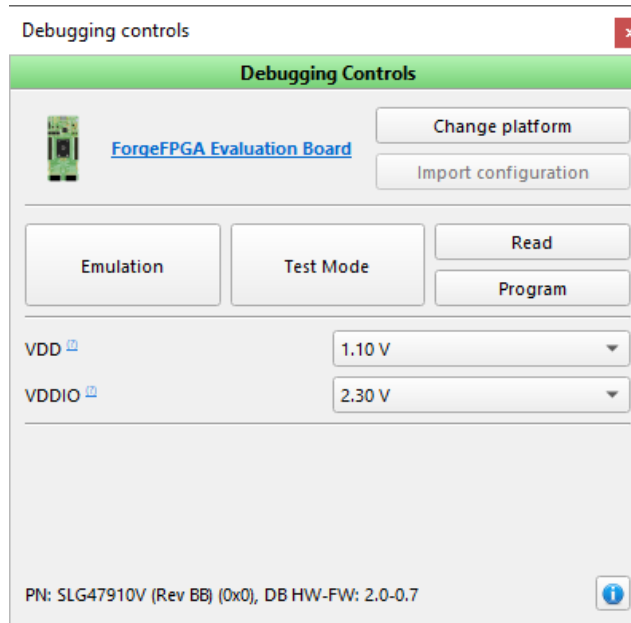 Debugging controls
Debugging Controls
ForgeFPGA Evaluation Board
Change platform
Import configuration
Emulation
Test Mode
Read
Program
VDD (?)
1.10 V
VDDIO (?)
2.30 V
PN: SLG47910V (Rev BB) (0x0), DB HW-FW: 2.0-0.7